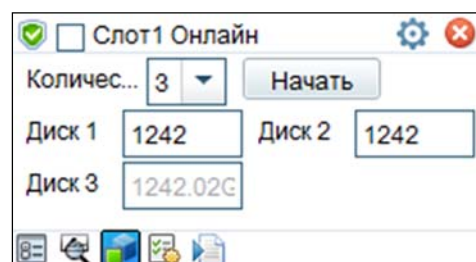 Слот1 Онлайн
Количес... 3 Начать
Диск 1 1242 Диск 2 1242
Диск 3 1242.02G